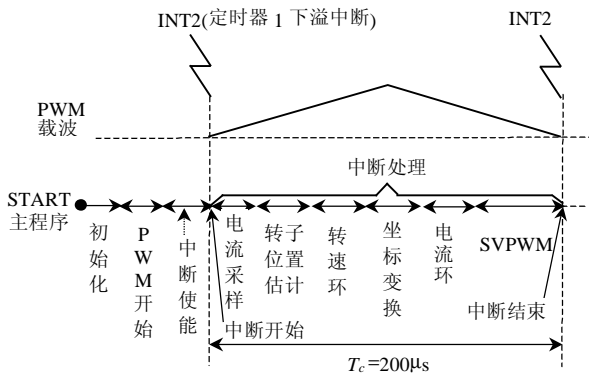 INT2(定时器 1 下溢中断)
INT2
PWM
载波
中断处理
START
主程序
初始化
PWM开始
中断使能
电流采样
转子位置估计
转速环
坐标变换
电流环
SVPWM
中断开始
中断结束
Tc=200μs